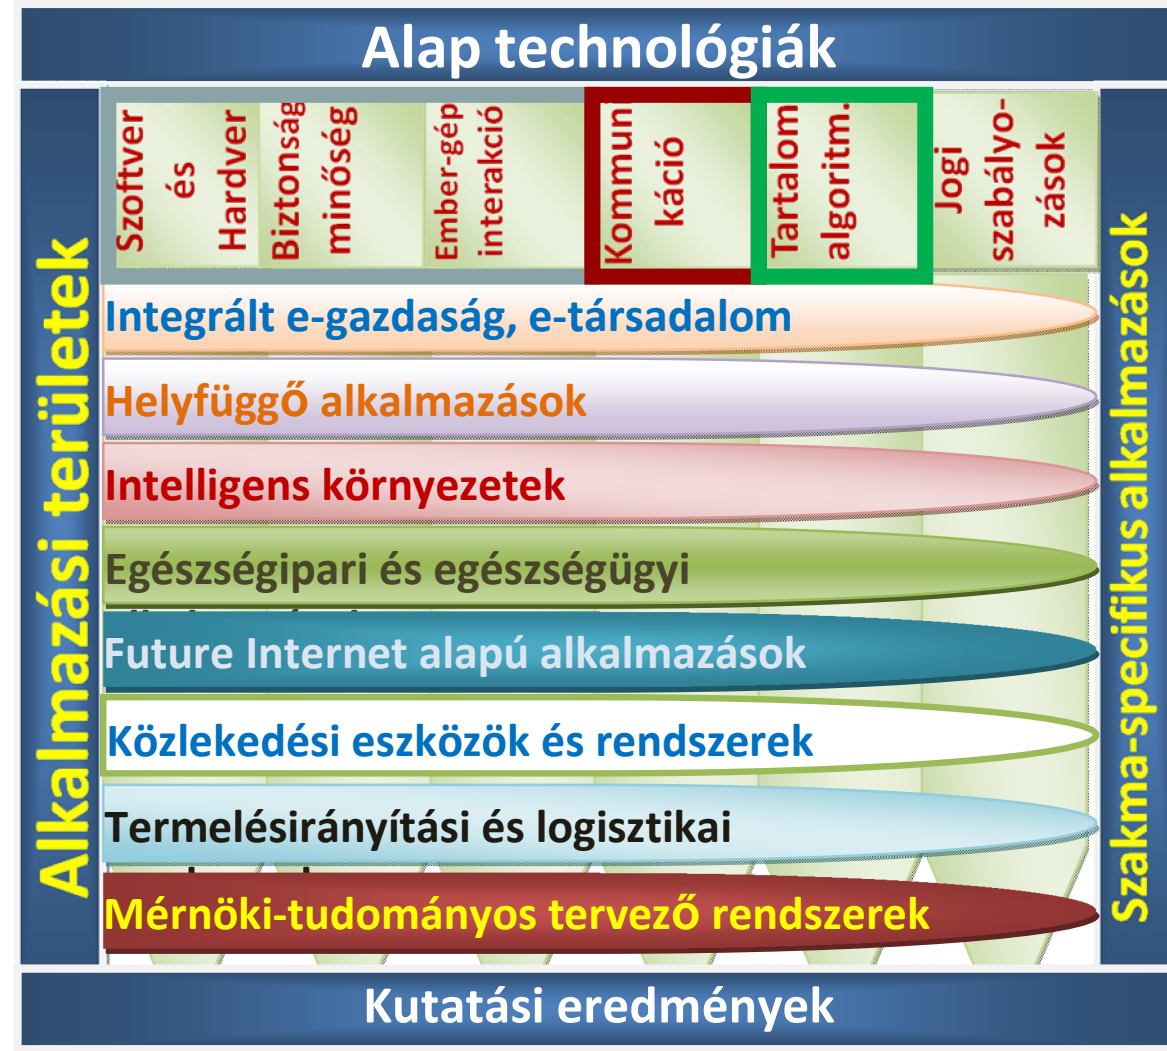 Alap technológiák
Alkalmazási területek
Szoftver
és
Hardver
Biztonság
minőség
Ember-gép
interakció
Kommun
káció
Tartalom
algoritm.
Jogi
szabályo-
zások
Szakma-specifikus alkalmazások
Integrált e-gazdaság, e-társadalom
Helyfüggő alkalmazások
Intelligens környezetek
Egészségipari és egészségügyi
Future Internet alapú alkalmazások
Közlekedési eszközök és rendszerek
Termelésirányítási és logisztikai
Mérnöki-tudományos tervező rendszerek
Kutatási eredmények